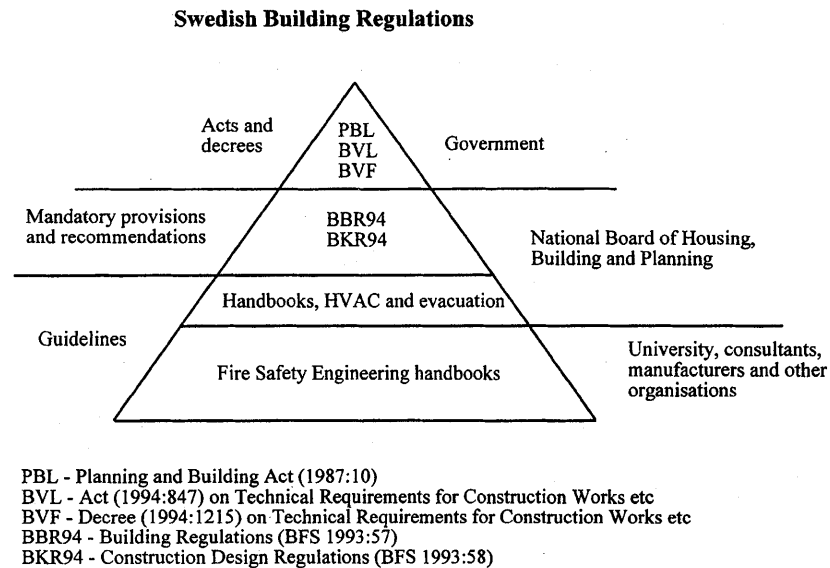 Swedish Building Regulations
Acts and
decrees
PBL
BVL
BVF
Government
Mandatory provisions
and recommendations
BBR94
BKR94
National Board of Housing,
Building and Planning
Handbooks, HVAC and evacuation
Guidelines
Fire Safety Engineering handbooks
University, consultants,
manufacturers and other
organisations
PBL - Planning and Building Act (1987:10)
BVL - Act (1994:847) on Technical Requirements for Construction Works etc
BVF - Decree (1994:1215) on Technical Requirements for Construction Works etc
BBR94 - Building Regulations (BFS 1993:57)
BKR94 - Construction Design Regulations (BFS 1993:58)